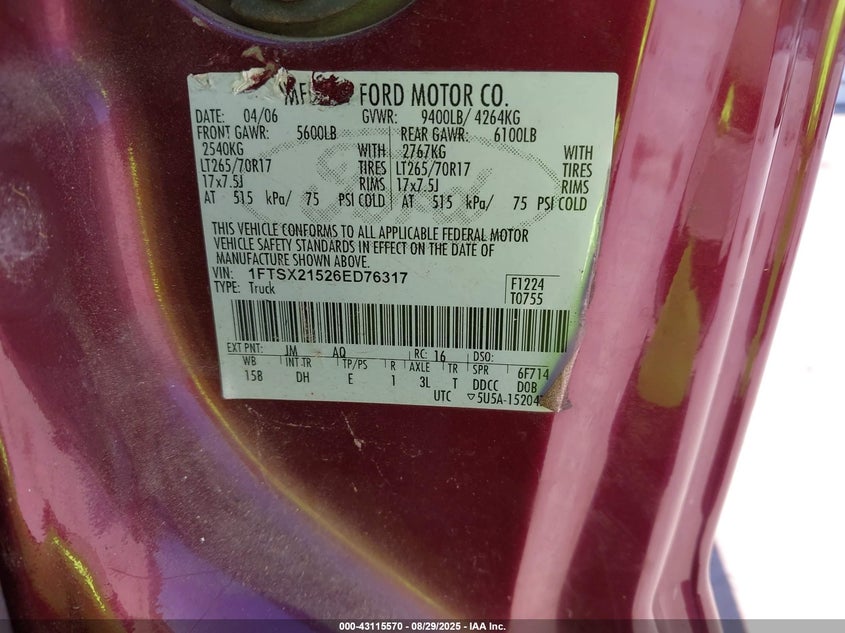 MF FORD MOTOR CO.
DATE: 04/06 GVWR: 9400LB/ 4264KG
FRONT GAWR: 5600LB REAR GAWR: 6100LB
2540KG WITH 2767KG WITH
LT265/70R17 TIRES LT265/70R17 TIRES
17x7.5J RIMS 17x7.5J RIMS
AT 515 kPa/ 75 PSI COLD AT 515 kPa/ 75 PSI COLD
THIS VEHICLE CONFORMS TO ALL APPLICABLE FEDERAL MOTOR
VEHICLE SAFETY STANDARDS IN EFFECT ON THE DATE OF
MANUFACTURE SHOWN ABOVE.
VIN: 1FTSX21526ED76317 F1224
TYPE: Truck T0755
EXT PNT: JM AQ RC: 16 DSO:
WB INT TR TP/PS R AXLE TR SPR 6F714
158 DH E 1 3L T DDCC DOB
UTC ▽5U5A-15204
000-43115570 - 08/29/2025 - IAA Inc.